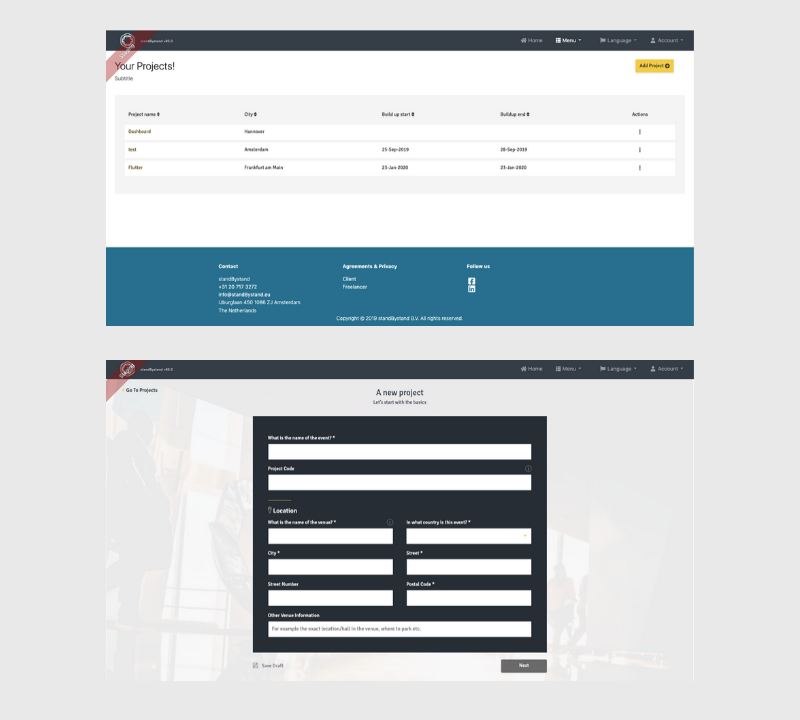 standBystand
Home
Menu
Language
Account
Your Projects!
Subtitle
Add Project
Project name
City
Build up start
Buildup end
Actions
Dashboard
Hannover
test
Amsterdam
25-Sep-2019
28-Sep-2019
Flutter
Frankfurt am Main
23-Jan-2020
23-Jan-2020
Contact
standBystand
+31 20 717 3272
info@standBystand.eu
IJburglaan 450 1086 ZJ Amsterdam
The Netherlands
Agreements & Privacy
Client
Freelancer
Follow us
Copyright © 2019 standBystand B.V. All rights reserved.
standBystand
Home
Menu
Language
Account
Go To Projects
A new project
Let's start with the basics
What is the name of the event? *
Project Code
Location
What is the name of the venue? *
In what country is this event? *
City *
Street *
Street Number
Postal Code *
Other Venue Information
For example the exact location/hall in the venue, where to park etc.
Save Draft
Next